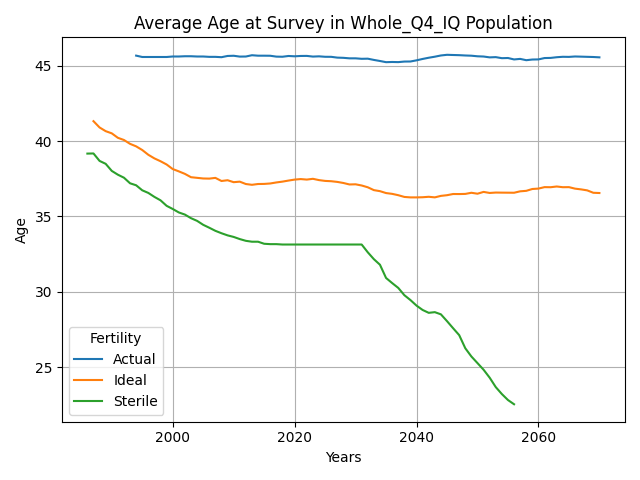 Average Age at Survey in Whole_Q4_IQ Population
Age
45
40
35
30
25
Fertility
Actual
Ideal
Sterile
2000
2020
2040
2060
Years